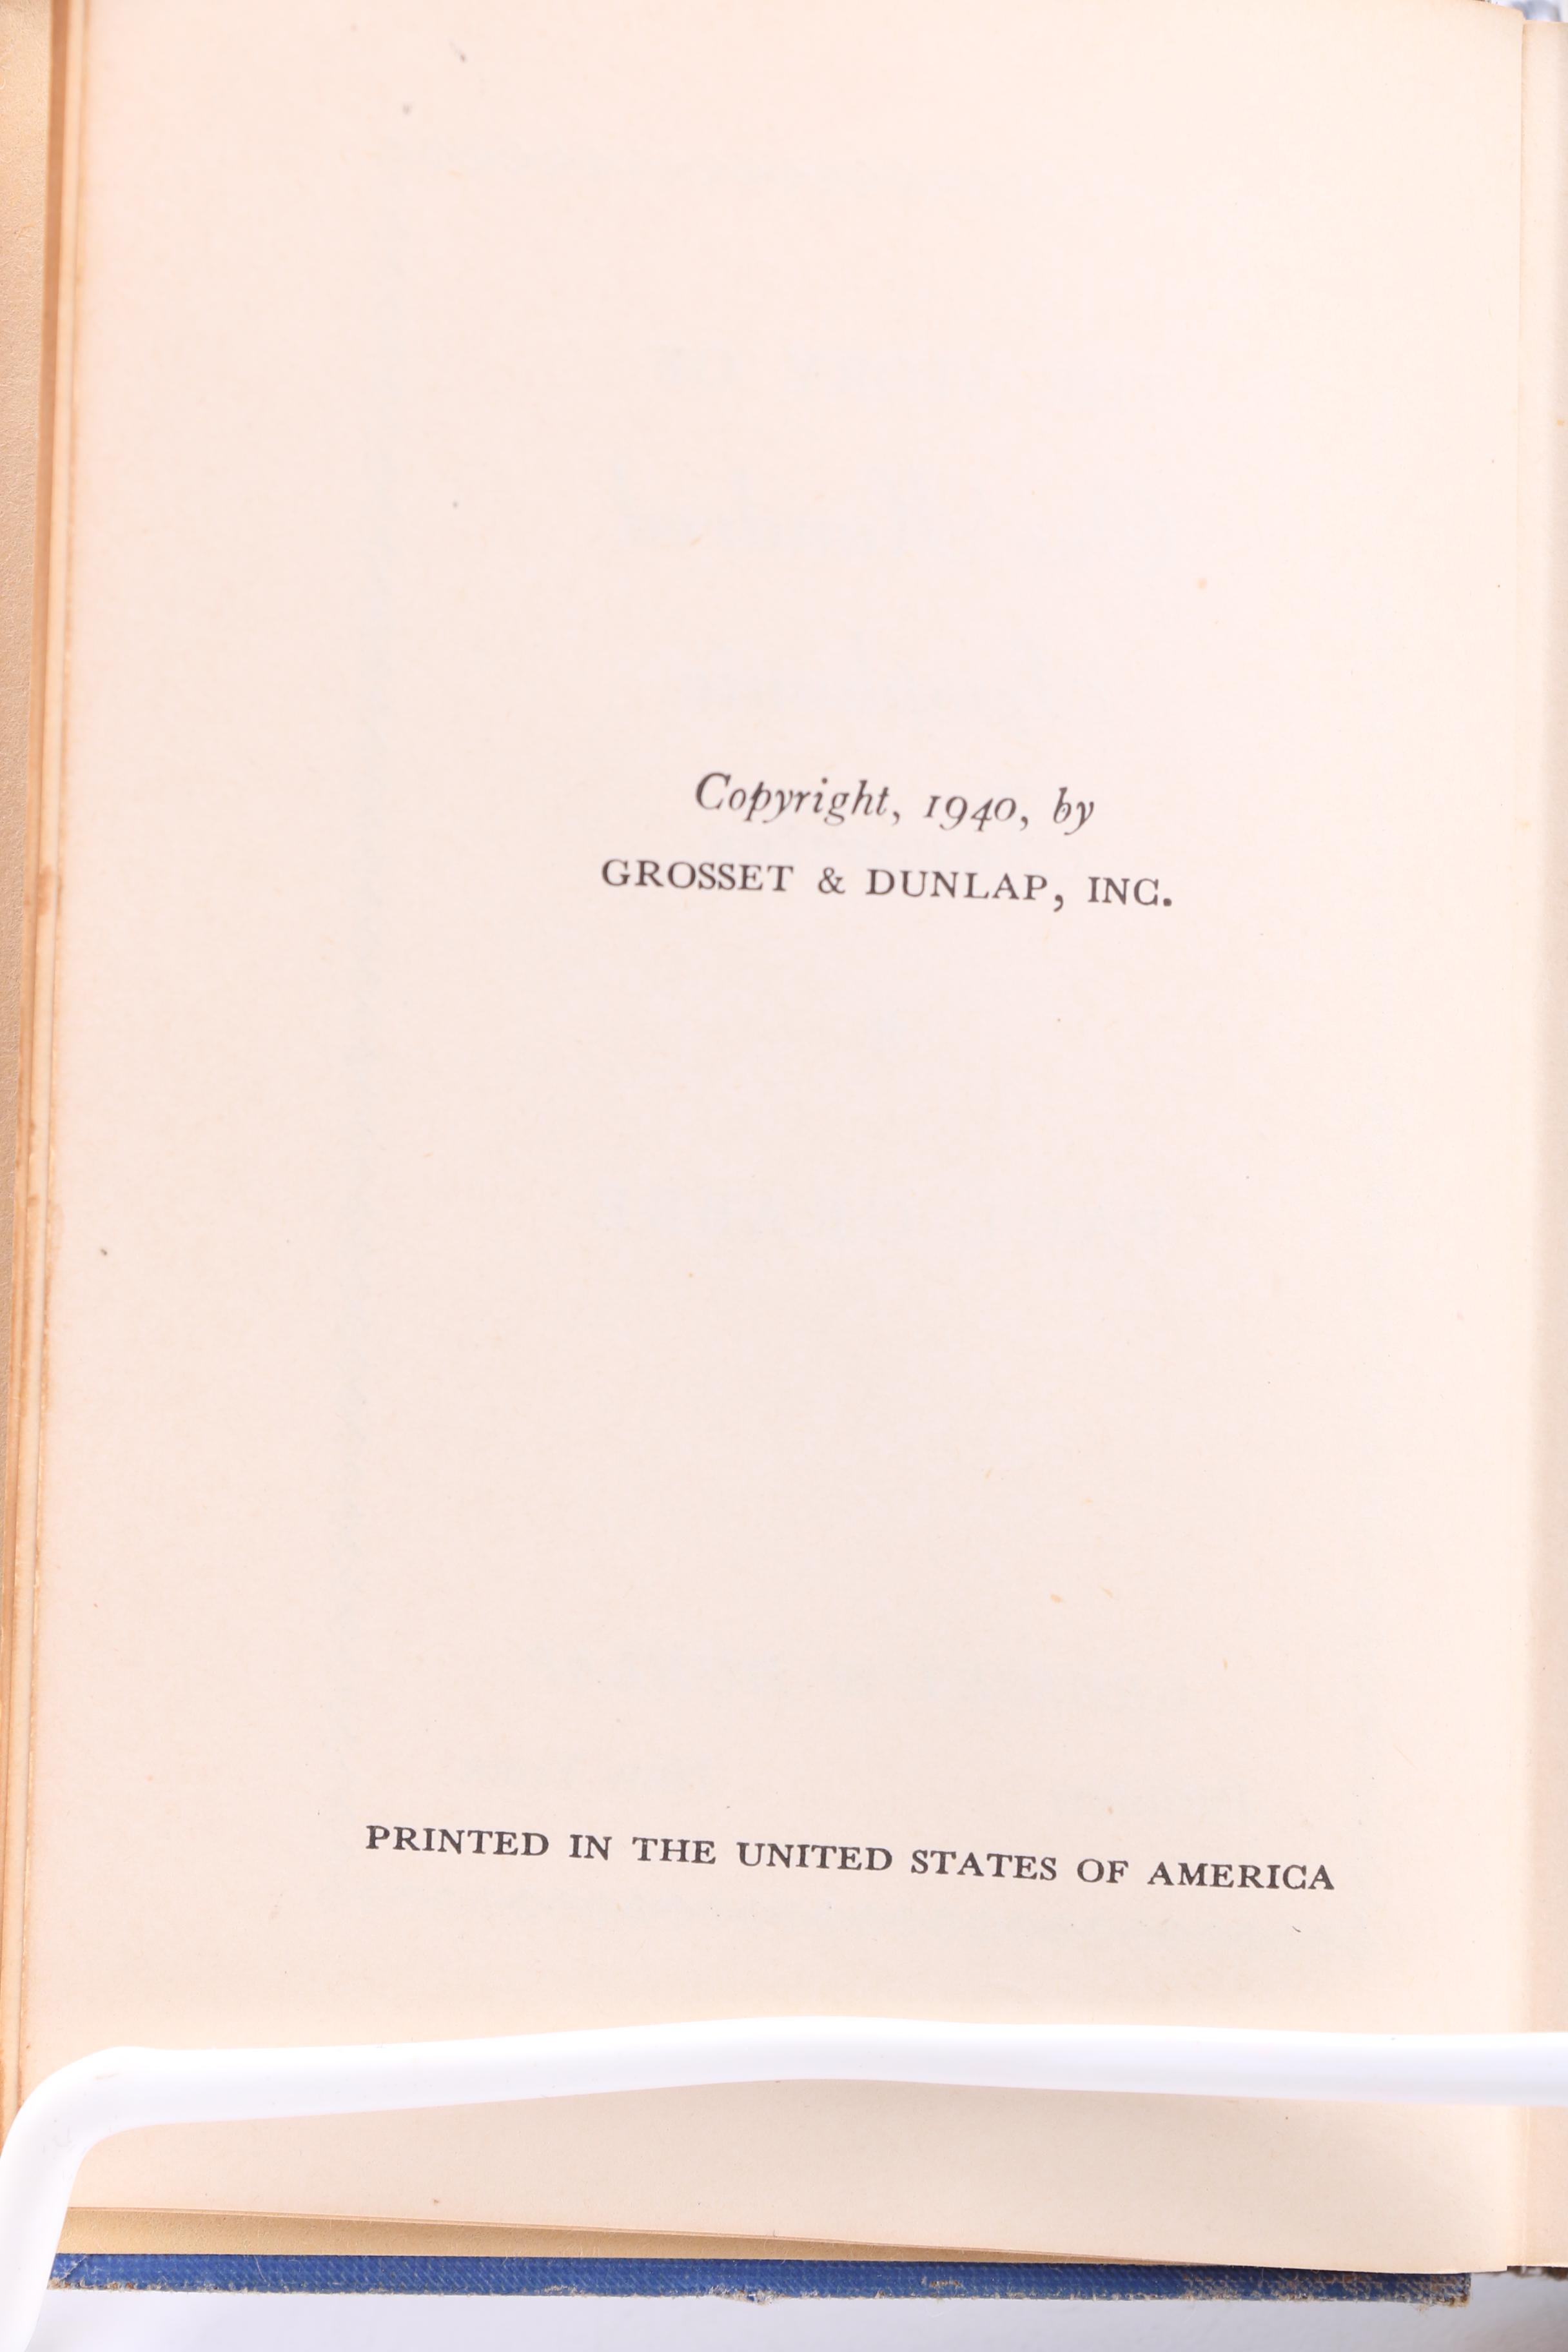 Copyright, 1940, by
GROSSET & DUNLAP, INC.
PRINTED IN THE UNITED STATES OF AMERICA